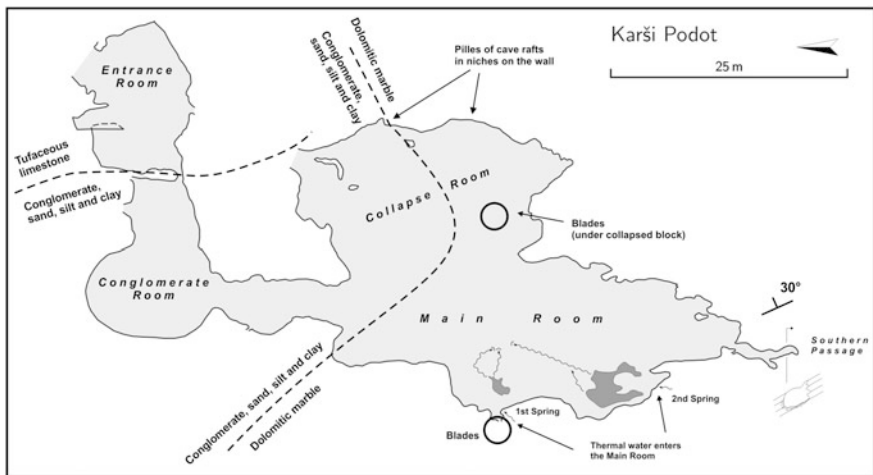 Karši Podot
25 m
Entrance
Room
Dolomitic marble
Conglomerate,
sand, silt and clay
Pilles of cave rafts
in niches on the wall
Tufaceous
limestone
Conglomerate,
sand, silt and clay
Collapse Room
Blades
(under collapsed block)
Conglomerate
Room
Main Room
30°
Southern
Passage
Conglomerate, sand, silt and clay
Dolomitic marble
1st Spring
2nd Spring
Blades
Thermal water enters
the Main Room